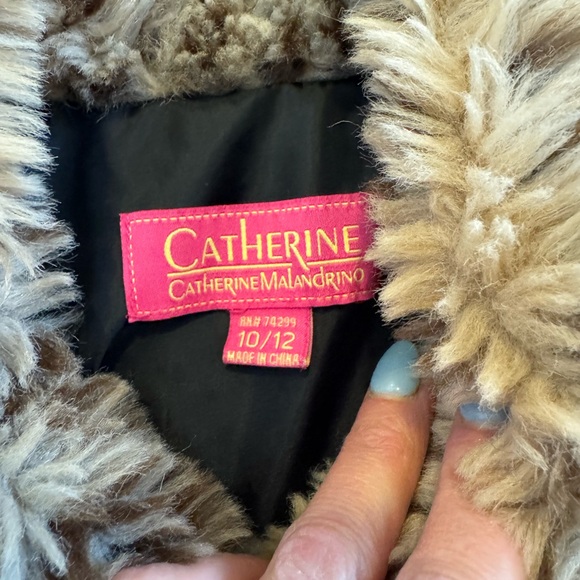 CATHERINE
CATHERINE MALANDRINO
RN# 74299
10/12
MADE IN CHINA